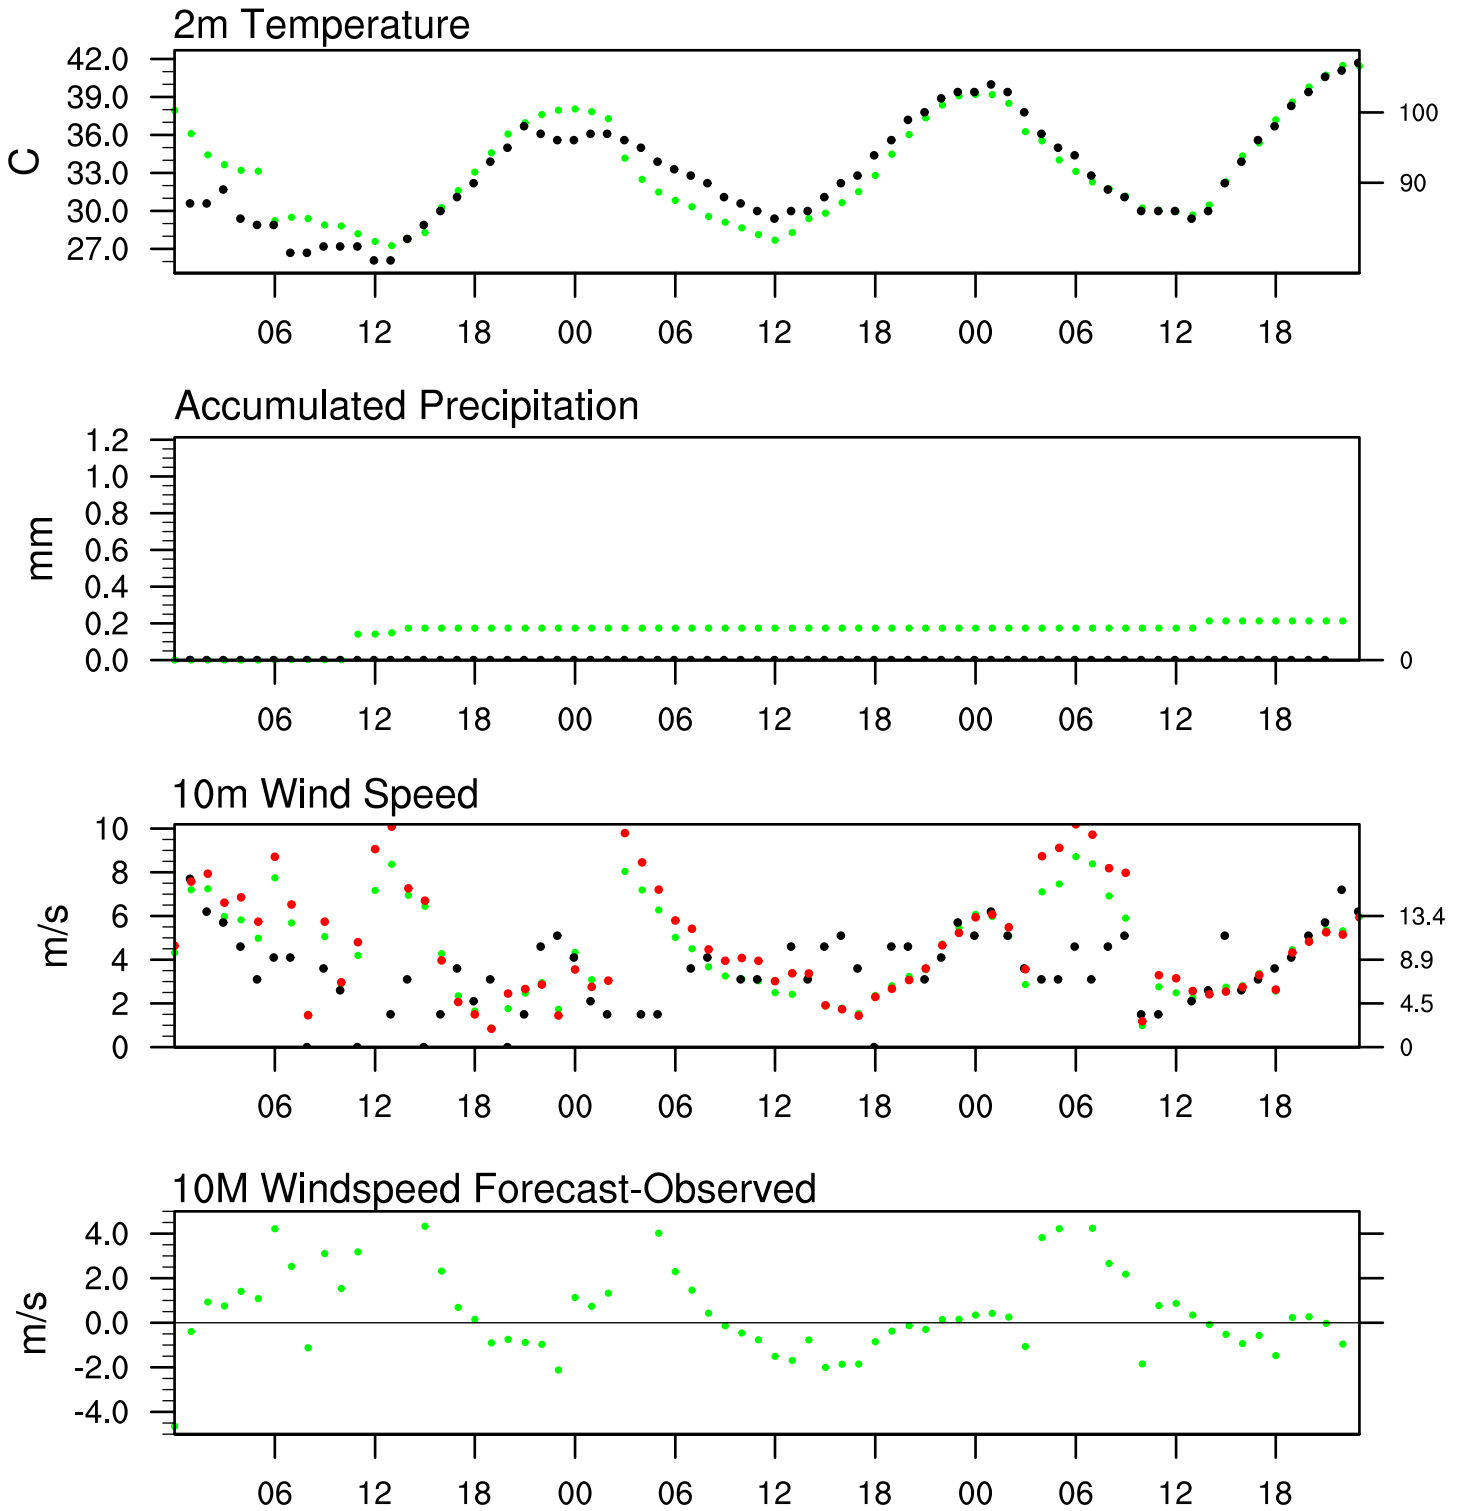 2m Temperature
42.0
39.0
36.0
33.0
30.0
27.0
C
100
90
06 12 18 00 06 12 18 00 06 12 18
Accumulated Precipitation
1.2
1.0
0.8
0.6
0.4
0.2
0.0
mm
0
06 12 18 00 06 12 18 00 06 12 18
10m Wind Speed
10
8
6
4
2
0
m/s
13.4
8.9
4.5
0
06 12 18 00 06 12 18 00 06 12 18
10M Windspeed Forecast-Observed
4.0
2.0
0.0
-2.0
-4.0
m/s
06 12 18 00 06 12 18 00 06 12 18